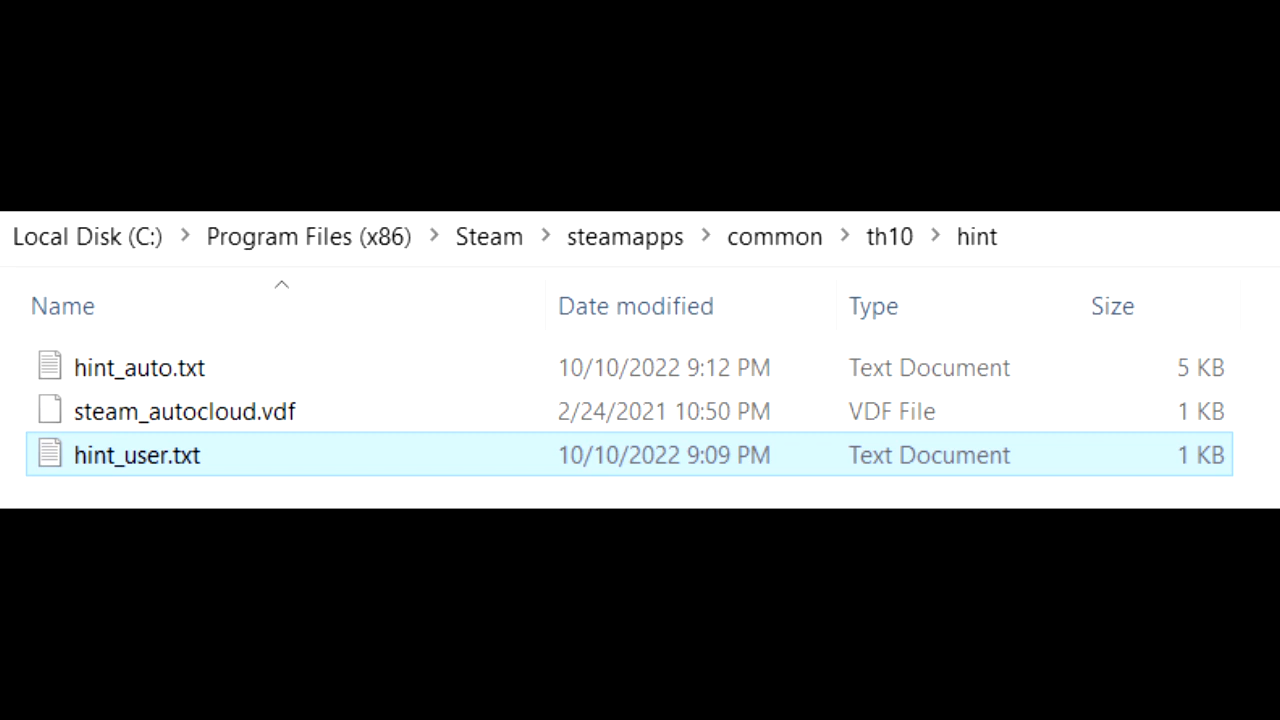 Local Disk (C:) > Program Files (x86) > Steam > steamapps > common > th10 > hint
Name Date modified Type Size
hint_auto.txt 10/10/2022 9:12 PM Text Document 5 KB
steam_autocloud.vdf 2/24/2021 10:50 PM VDF File 1 KB
hint_user.txt 10/10/2022 9:09 PM Text Document 1 KB